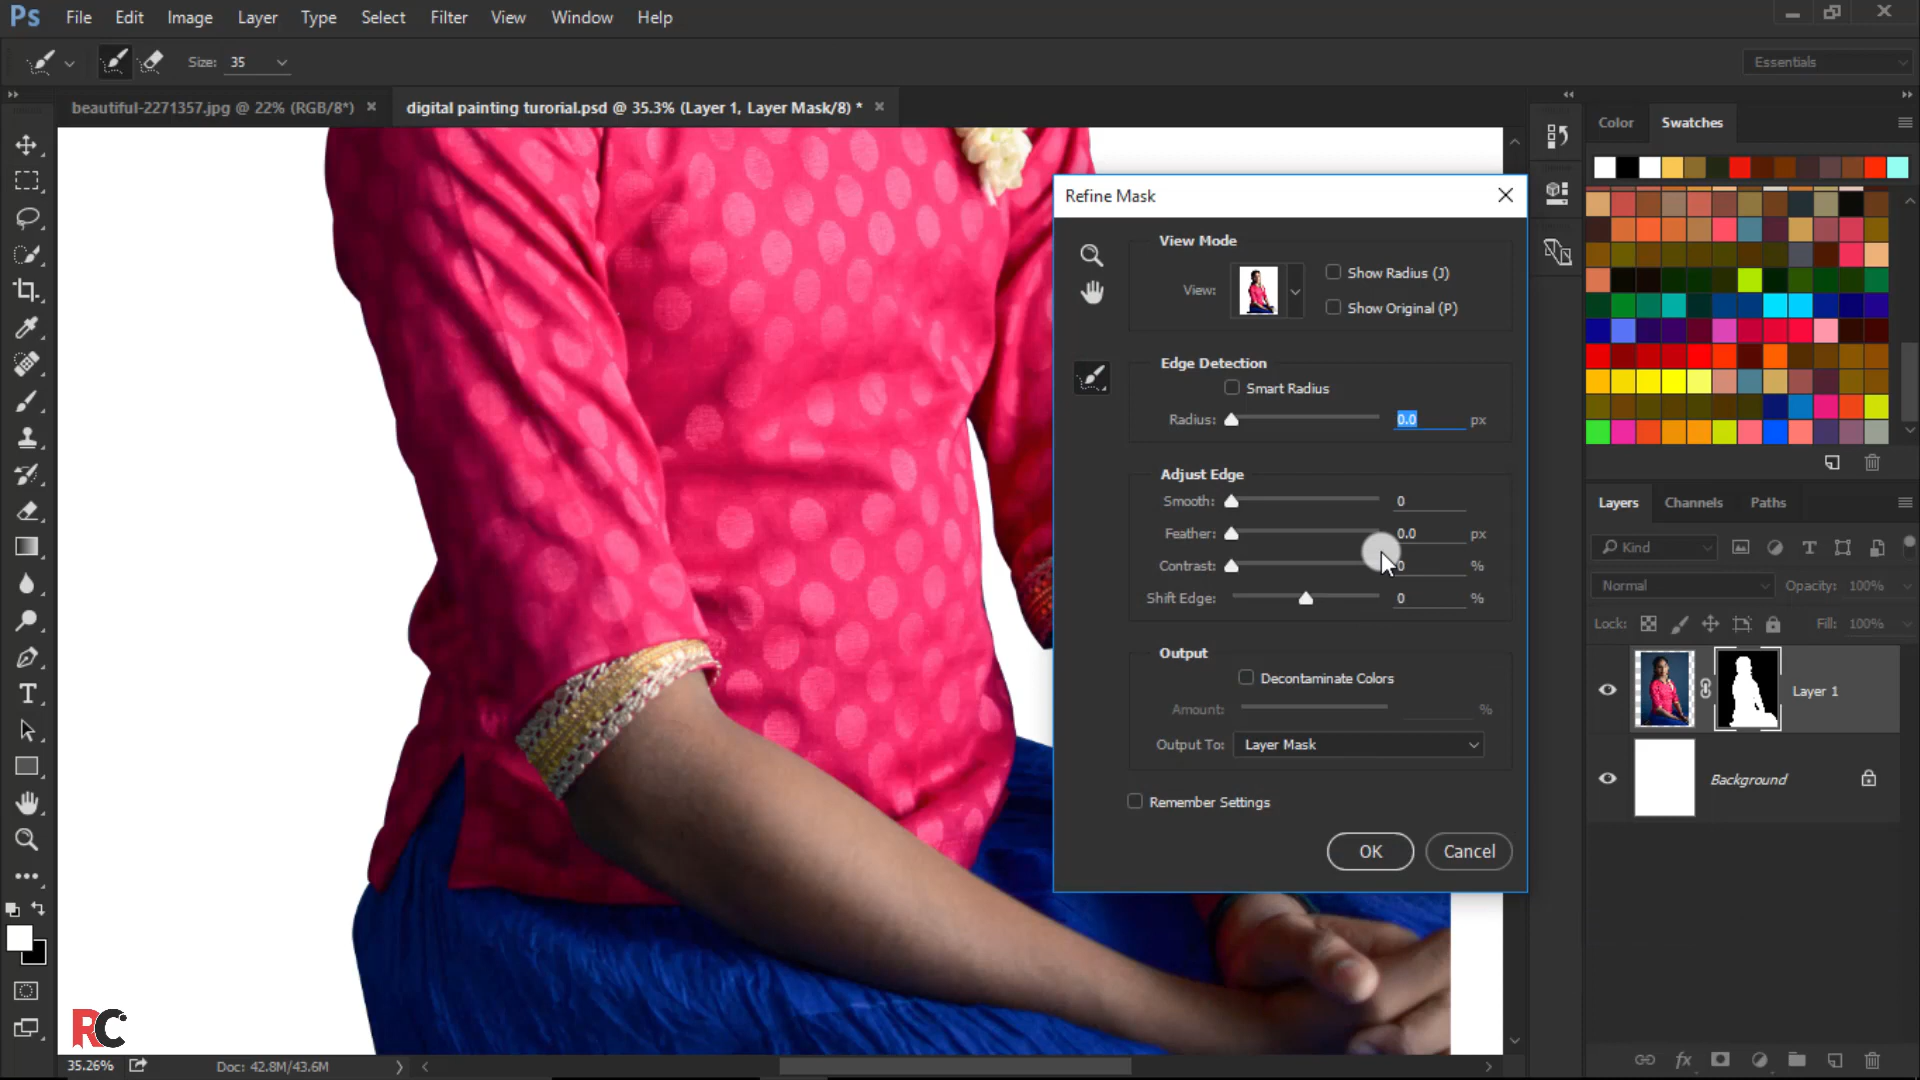 Ps File Edit Image Layer Type Select Filter View Window Help
Size: 35 Essentials
beautiful-2271357.jpg @ 22% (RGB/8*) × digital painting turorial.psd @ 35.3% (Layer 1, Layer Mask/8) * ×
Color Swatches
Refine Mask
View Mode
View:
Show Radius (J)
Show Original (P)
Edge Detection
Smart Radius
Radius: 0.0 px
Adjust Edge
Smooth: 0
Feather: 0.0 px
Contrast: 0 %
Shift Edge: 0 %
Output
Decontaminate Colors
Amount: %
Output To: Layer Mask
Remember Settings
OK Cancel
Layers Channels Paths
Kind
Normal Opacity: 100%
Lock: Fill: 100%
Layer 1
Background
RC
35.26% Doc: 42.8M/43.6M